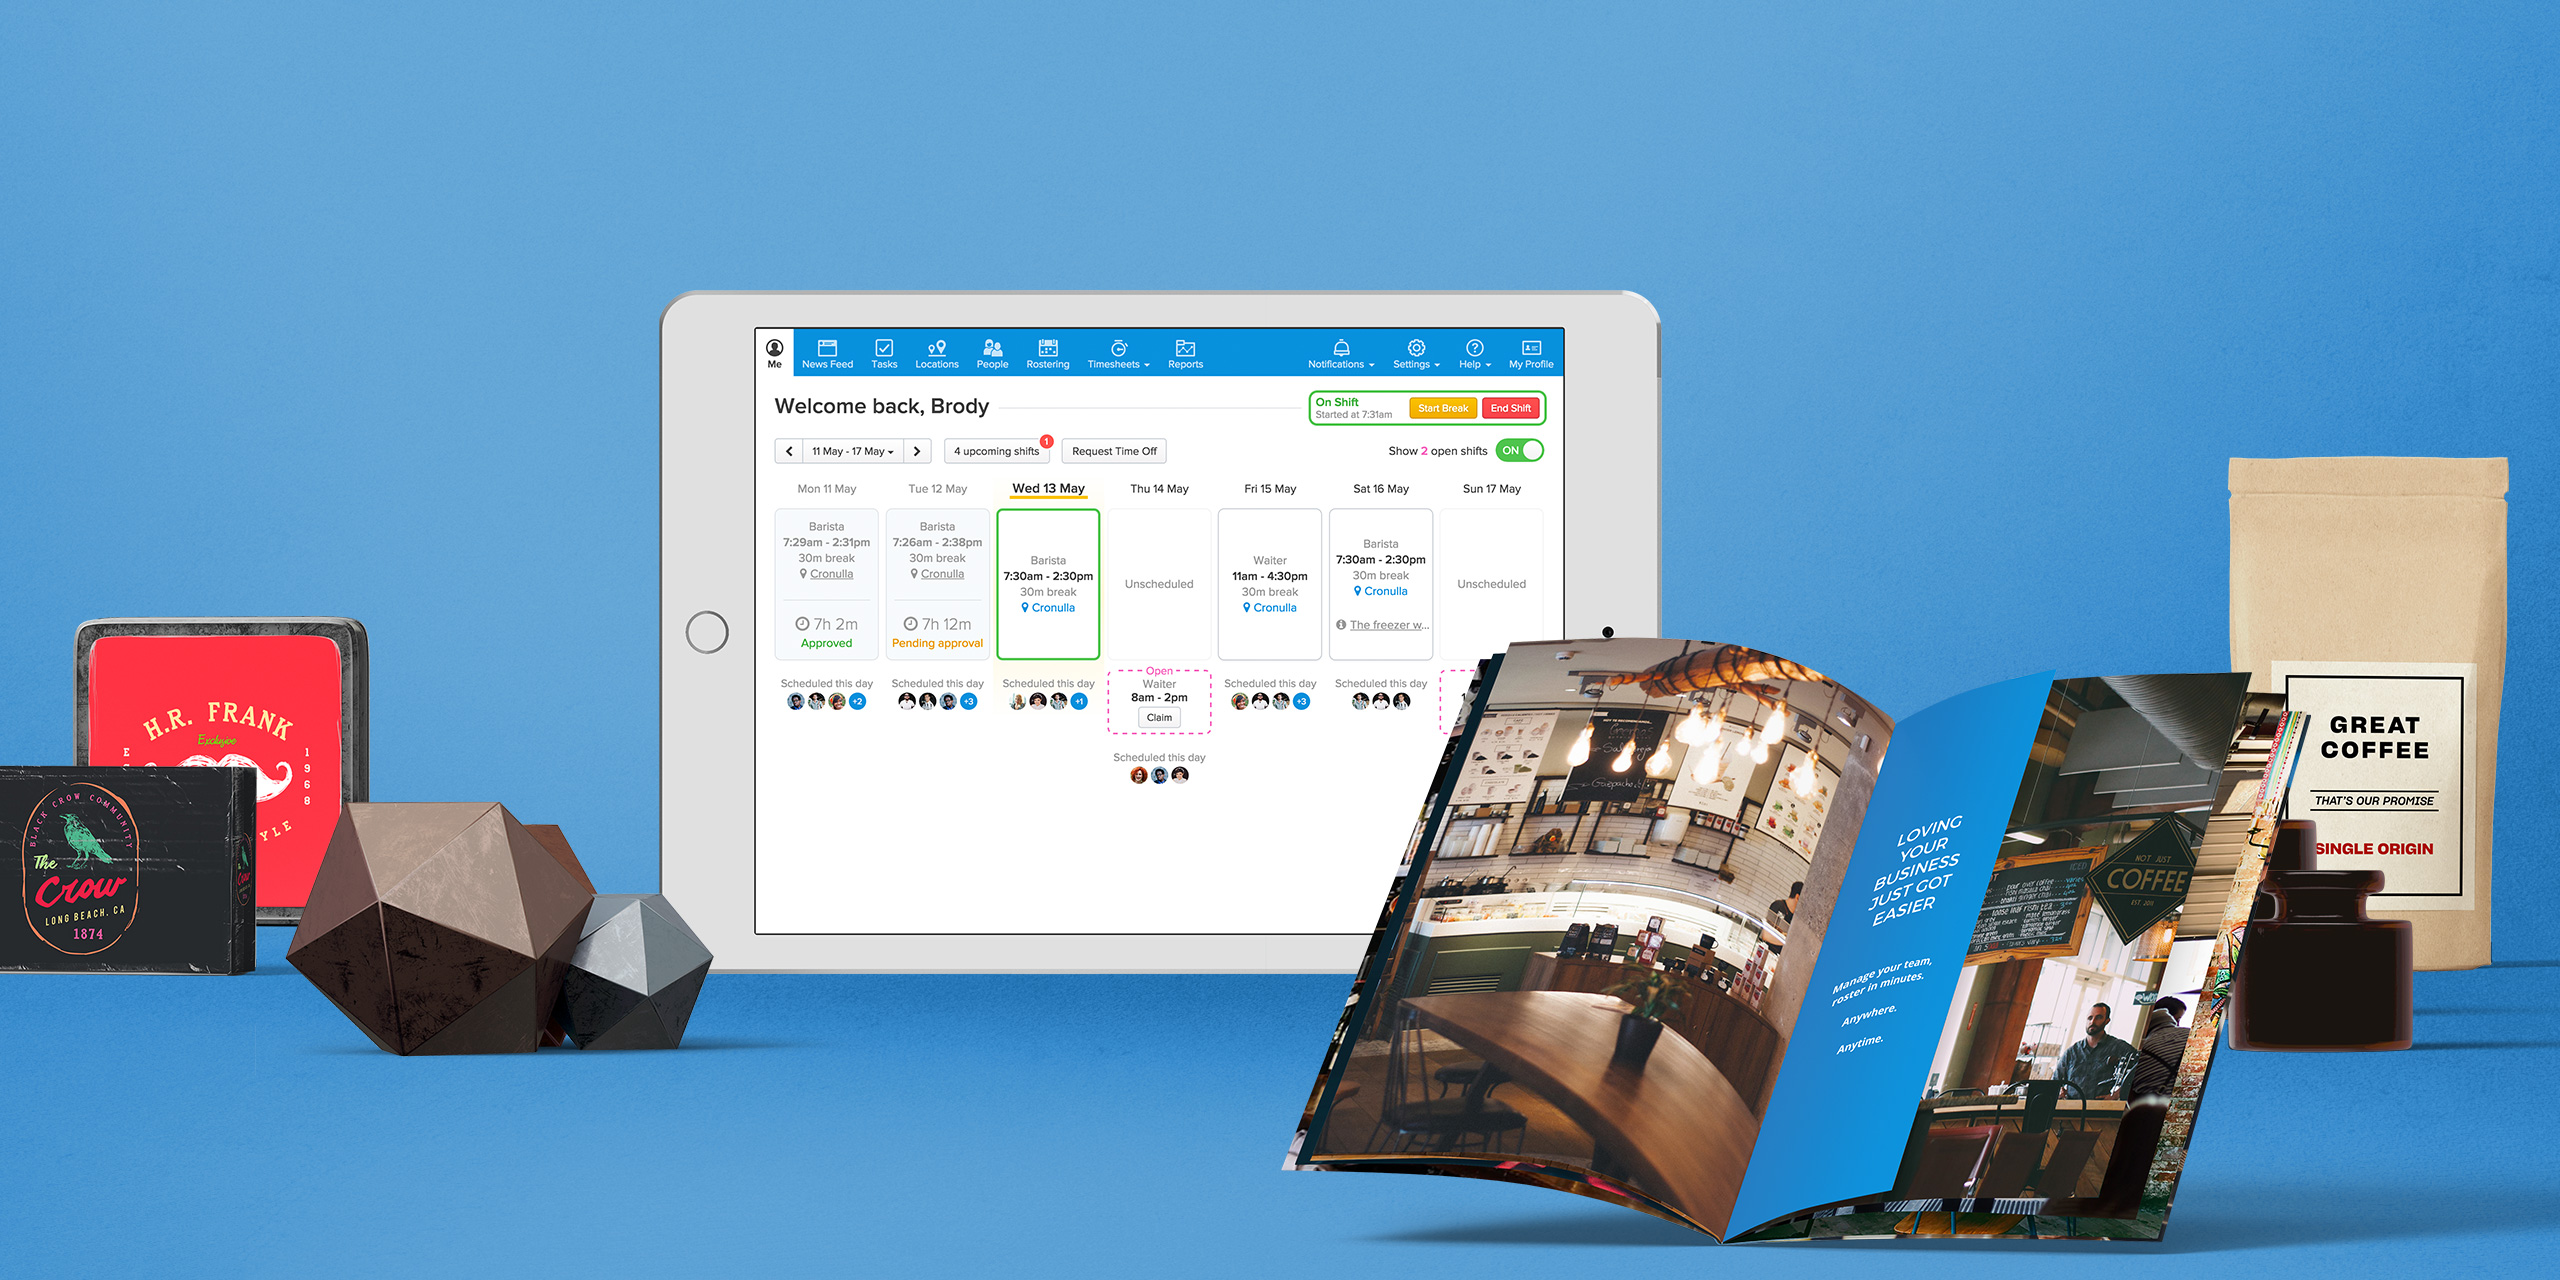 Me
News Feed
Tasks
Locations
People
Rostering
Timesheets
Reports
Notifications
Settings
Help
My Profile
Welcome back, Brody
On Shift
Started at 7:31am
Start Break
End Shift
11 May - 17 May
4 upcoming shifts
1
Request Time Off
Show 2 open shifts
ON
Mon 11 May
Tue 12 May
Wed 13 May
Thu 14 May
Fri 15 May
Sat 16 May
Sun 17 May
Barista
7:29am - 2:31pm
30m break
Cronulla
7h 2m
Approved
Scheduled this day
+2
Barista
7:26am - 2:38pm
30m break
Cronulla
7h 12m
Pending approval
Scheduled this day
+3
Barista
7:30am - 2:30pm
30m break
Cronulla
Scheduled this day
+1
Unscheduled
Open
Waiter
8am - 2pm
Claim
Scheduled this day
Waiter
11am - 4:30pm
30m break
Cronulla
Scheduled this day
+3
Barista
7:30am - 2:30pm
30m break
Cronulla
The freezer w...
Scheduled this day
Unscheduled
H.R. FRANK
Exclusive
1968
BLACK CROW COMMUNITY
The
Crow
LONG BEACH. CA
1874
LOVING
YOUR
BUSINESS
JUST GOT
EASIER
Manage your team,
roster in minutes.
Anywhere.
Anytime.
NOT JUST
COFFEE
EST. 2011
ICED
GREAT
COFFEE
THAT'S OUR PROMISE
SINGLE ORIGIN